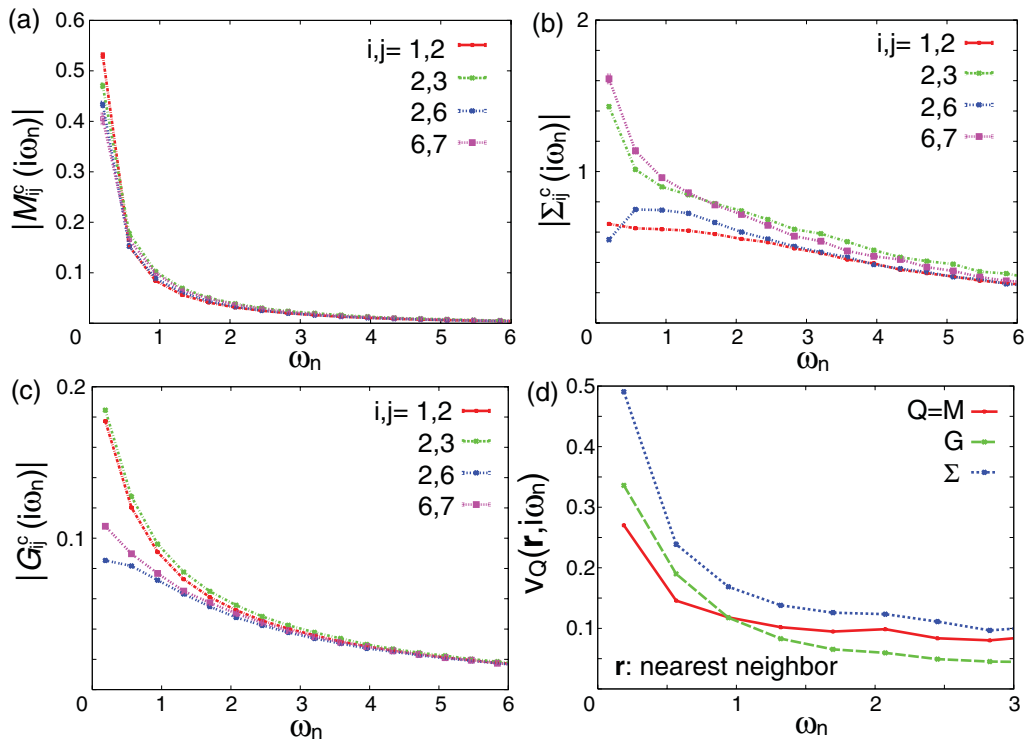 (a)
|M^c_ij(iω_n)|
0.6
0.5
0.4
0.3
0.2
0.1
0 1 2 3 4 5 6
ω_n
i,j= 1,2
2,3
2,6
6,7
(b)
|Σ^c_ij(iω_n)|
2
1
0 1 2 3 4 5 6
ω_n
i,j= 1,2
2,3
2,6
6,7
(c)
|G^c_ij(iω_n)|
0.2
0.1
0 1 2 3 4 5 6
ω_n
i,j= 1,2
2,3
2,6
6,7
(d)
v_Q(r,iω_n)
0.5
0.4
0.3
0.2
0.1
0 1 2 3
ω_n
Q=M
G
Σ
r: nearest neighbor